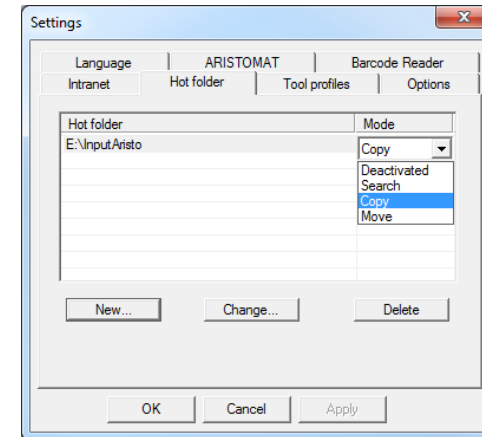 Settings
Language ARISTOMAT Barcode Reader
Intranet Hot folder Tool profiles Options
Hot folder Mode
E:\InputAristo Copy
Deactivated
Search
Copy
Move
New... Change... Delete
OK Cancel Apply